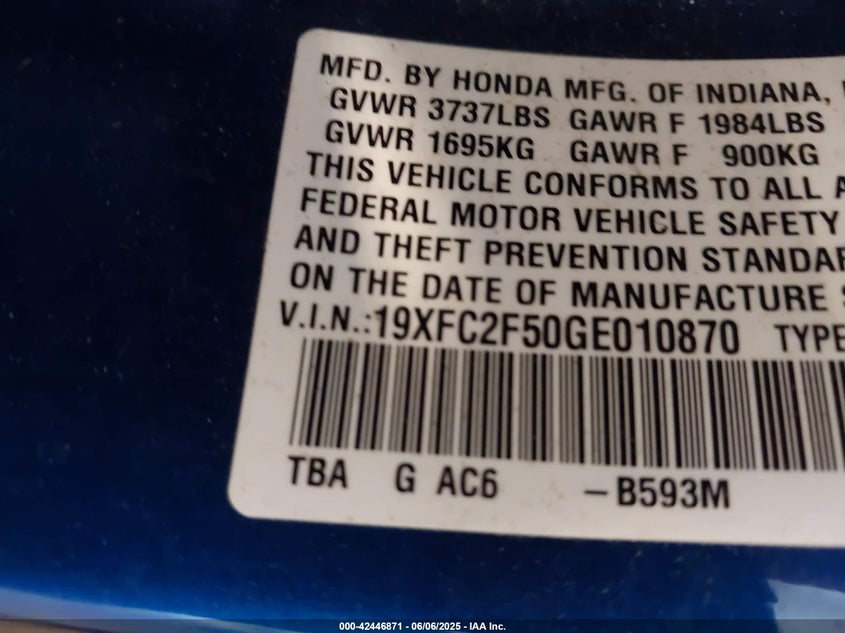 MFD. BY HONDA MFG. OF INDIANA,
GVWR 3737LBS GAWR F 1984LBS
GVWR 1695KG GAWR F 900KG
THIS VEHICLE CONFORMS TO ALL A
FEDERAL MOTOR VEHICLE SAFETY
AND THEFT PREVENTION STANDAR
ON THE DATE OF MANUFACTURE S
V.I.N.:19XFC2F50GE010870 TYPE
TBA G AC6 -B593M
000-42446871 - 06/06/2025 - IAA Inc.